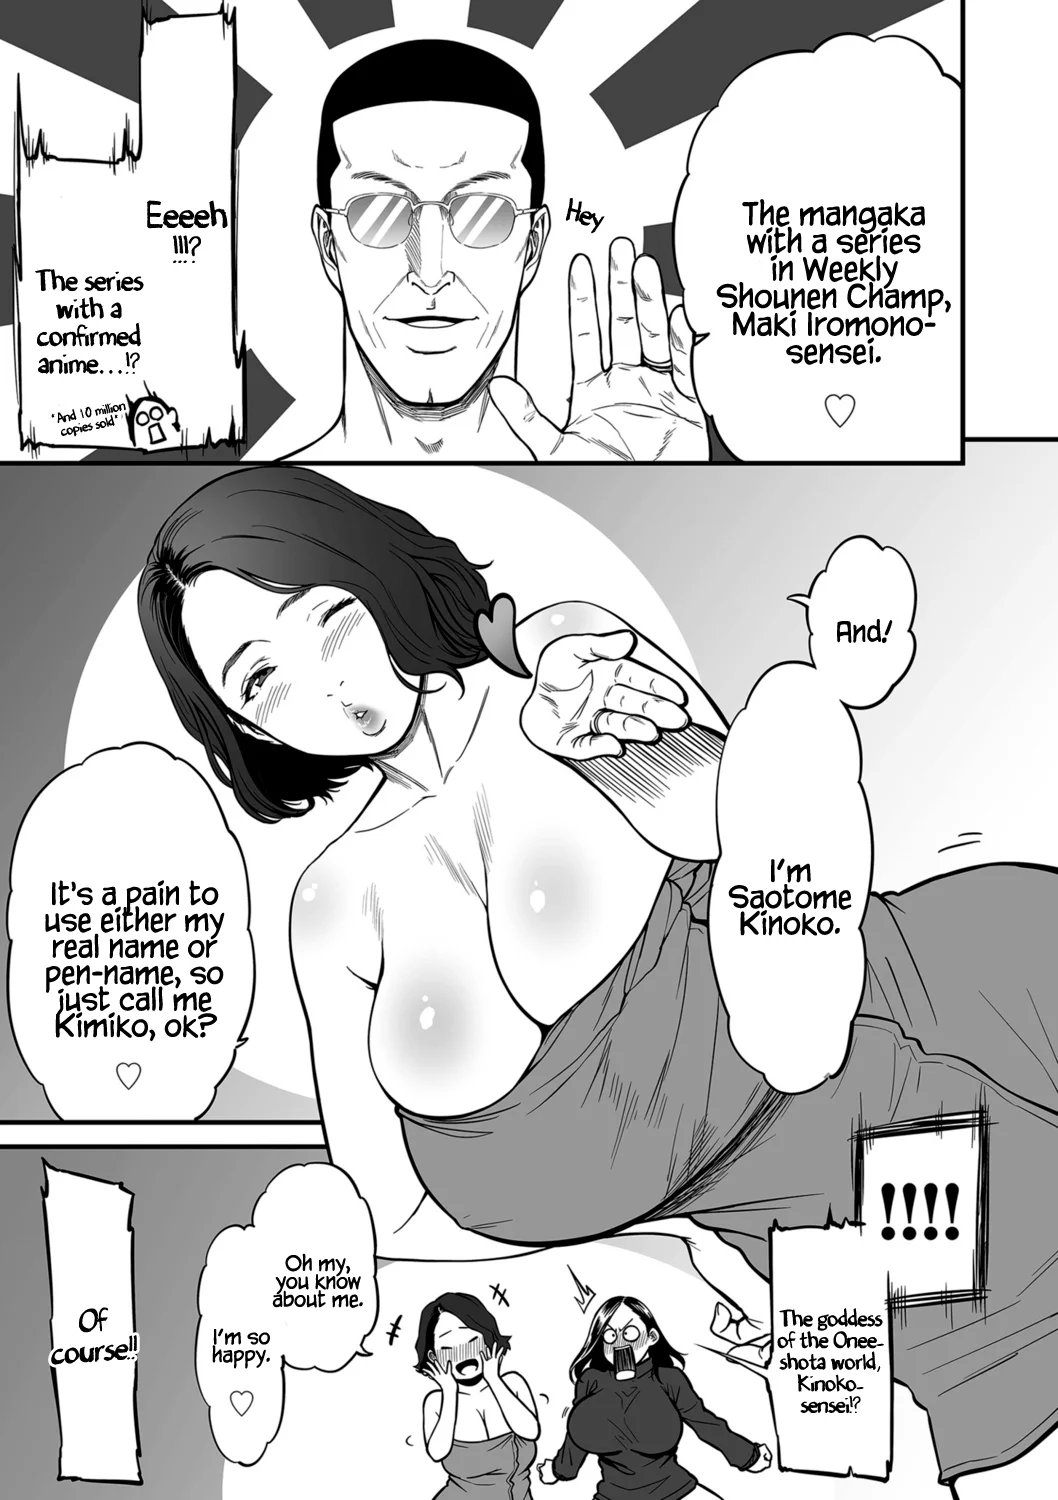 The mangaka
with a series
in Weekly
Shounen Champ,
Maki Iromono-
sensei.
♡
Hey
Eeeeh
!!!?
The series
with a
confirmed
anime...!?
"And 10 million
copies sold"
And!
I'm
Saotome
Kinoko.
It's a pain to
use either my
real name or
pen-name, so
just call me
Kimiko, ok?
♡
!!!!
The goddess
of the Onee-
shota world,
Kinoko-
sensei!?
Oh my,
you know
about me.
I'm so
happy.
♡
Of
course!!